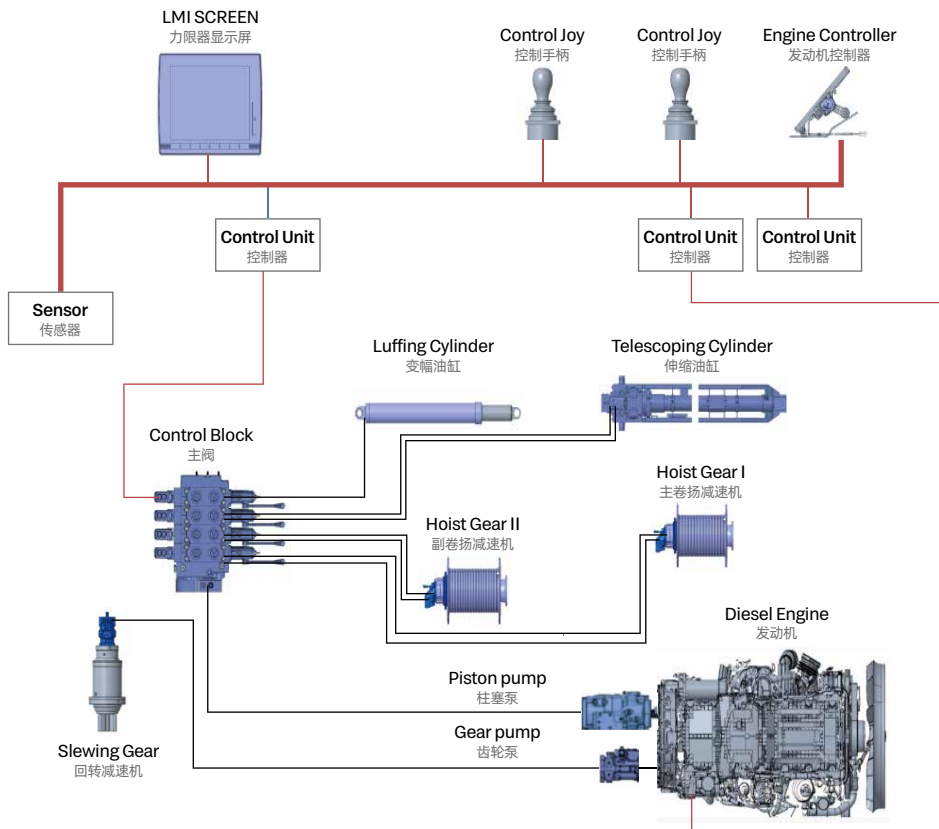 LMI SCREEN
力限器显示屏
Control Joy
控制手柄
Control Joy
控制手柄
Engine Controller
发动机控制器
Control Unit
控制器
Control Unit
控制器
Control Unit
控制器
Sensor
传感器
Luffing Cylinder
变幅油缸
Telescoping Cylinder
伸缩油缸
Control Block
主阀
Hoist Gear I
主卷扬减速机
Hoist Gear II
副卷扬减速机
Diesel Engine
发动机
Piston pump
柱塞泵
Gear pump
齿轮泵
Slewing Gear
回转减速机